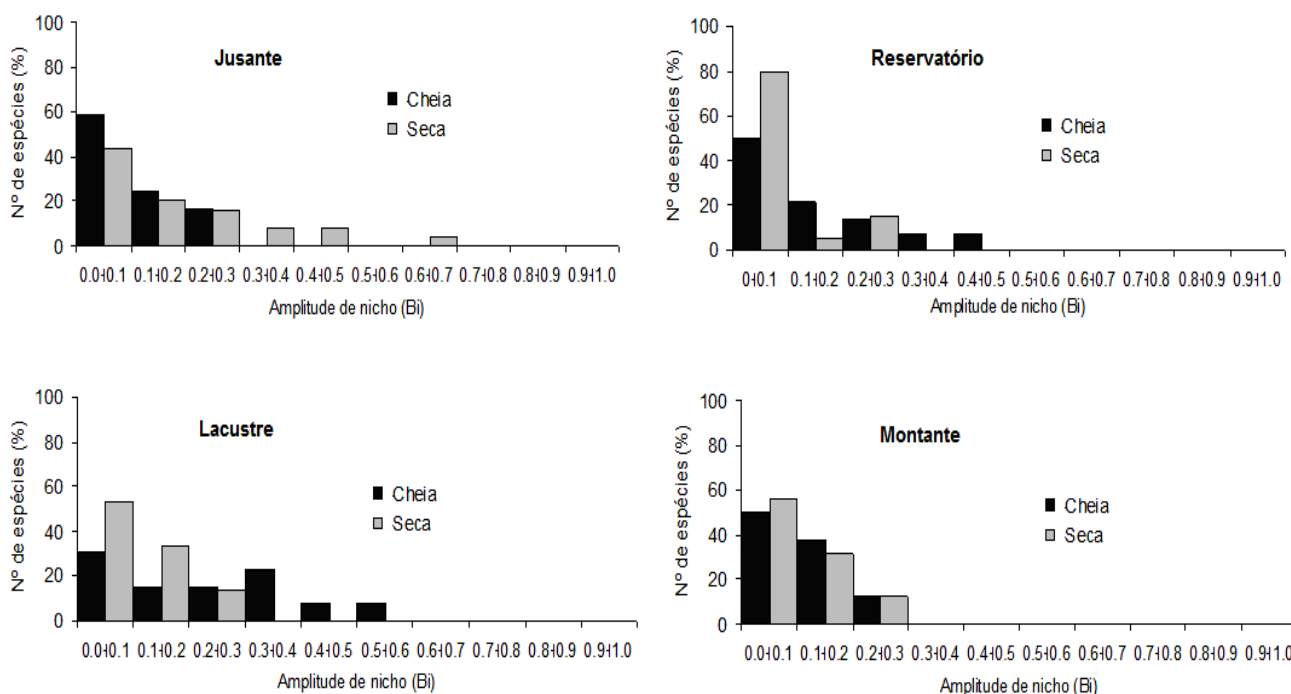 Nº de espécies (%)
100
80
60
40
20
0
Jusante
Cheia
Seca
0.0⊣0.1 0.1⊣0.2 0.2⊣0.3 0.3⊣0.4 0.4⊣0.5 0.5⊣0.6 0.6⊣0.7 0.7⊣0.8 0.8⊣0.9 0.9⊣1.0
Amplitude de nicho (Bi)
Nº de espécies (%)
100
80
60
40
20
0
Reservatório
Cheia
Seca
0⊣0.1 0.1⊣0.2 0.2⊣0.3 0.3⊣0.4 0.4⊣0.5 0.5⊣0.6 0.6⊣0.7 0.7⊣0.8 0.8⊣0.9 0.9⊣1.0
Amplitude de nicho (Bi)
Nº de espécies (%)
100
80
60
40
20
0
Lacustre
Cheia
Seca
0.0⊣0.1 0.1⊣0.2 0.2⊣0.3 0.3⊣0.4 0.4⊣0.5 0.5⊣0.6 0.6⊣0.7 0.7⊣0.8 0.8⊣0.9 0.9⊣1.0
Amplitude de nicho (Bi)
Nº de espécies (%)
100
80
60
40
20
0
Montante
Cheia
Seca
0.0⊣0.1 0.1⊣0.2 0.2⊣0.3 0.3⊣0.4 0.4⊣0.5 0.5⊣0.6 0.6⊣0.7 0.7⊣0.8 0.8⊣0.9 0.9⊣1.0
Amplitude de nicho (Bi)